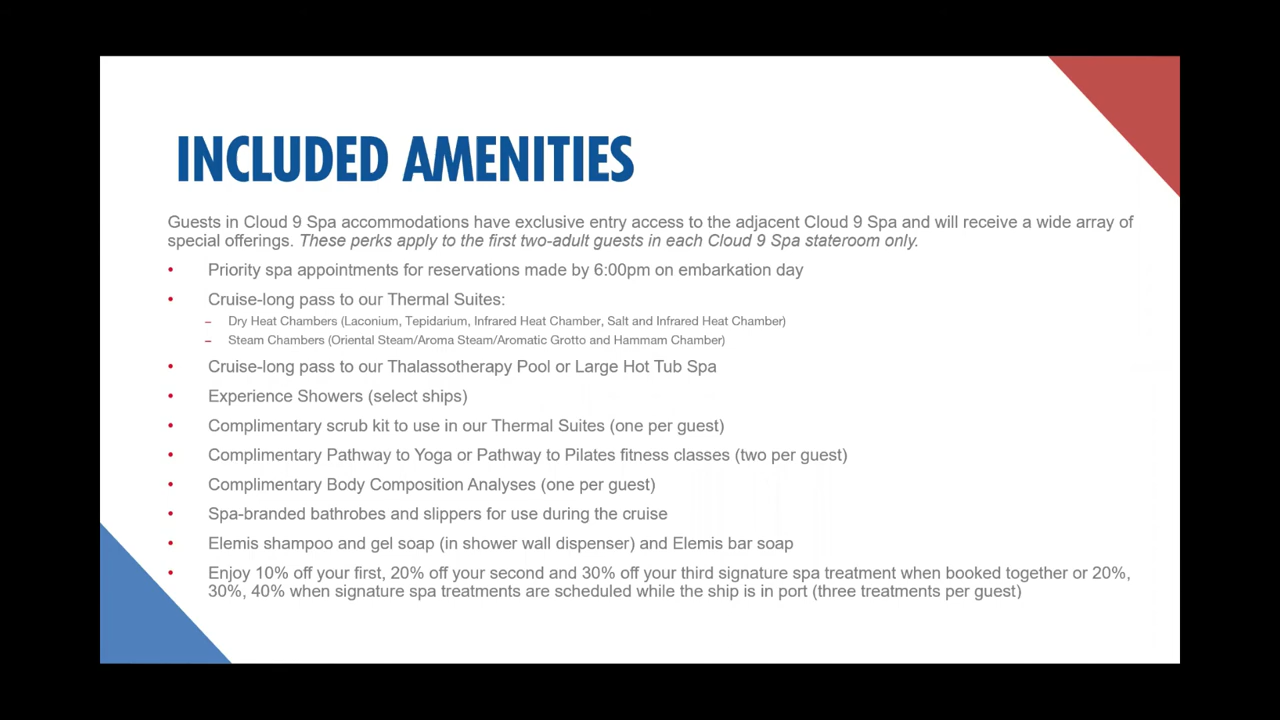 INCLUDED AMENITIES
Guests in Cloud 9 Spa accommodations have exclusive entry access to the adjacent Cloud 9 Spa and will receive a wide array of
special offerings. These perks apply to the first two-adult guests in each Cloud 9 Spa stateroom only.
• Priority spa appointments for reservations made by 6:00pm on embarkation day
• Cruise-long pass to our Thermal Suites:
– Dry Heat Chambers (Laconium, Tepidarium, Infrared Heat Chamber, Salt and Infrared Heat Chamber)
– Steam Chambers (Oriental Steam/Aroma Steam/Aromatic Grotto and Hammam Chamber)
• Cruise-long pass to our Thalassotherapy Pool or Large Hot Tub Spa
• Experience Showers (select ships)
• Complimentary scrub kit to use in our Thermal Suites (one per guest)
• Complimentary Pathway to Yoga or Pathway to Pilates fitness classes (two per guest)
• Complimentary Body Composition Analyses (one per guest)
• Spa-branded bathrobes and slippers for use during the cruise
• Elemis shampoo and gel soap (in shower wall dispenser) and Elemis bar soap
• Enjoy 10% off your first, 20% off your second and 30% off your third signature spa treatment when booked together or 20%,
30%, 40% when signature spa treatments are scheduled while the ship is in port (three treatments per guest)